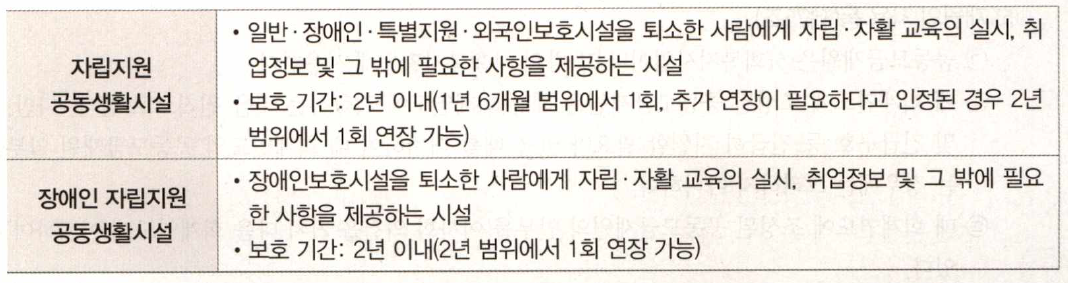 자립지원
공동생활시설
• 일반·장애인·특별지원·외국인보호시설을 퇴소한 사람에게 자립·자활 교육의 실시, 취
업정보 및 그 밖에 필요한 사항을 제공하는 시설
• 보호 기간: 2년 이내(1년 6개월 범위에서 1회, 추가 연장이 필요하다고 인정된 경우 2년
범위에서 1회 연장 가능)
장애인 자립지원
공동생활시설
• 장애인보호시설을 퇴소한 사람에게 자립·자활 교육의 실시, 취업정보 및 그 밖에 필요
한 사항을 제공하는 시설
• 보호 기간: 2년 이내(2년 범위에서 1회 연장 가능)